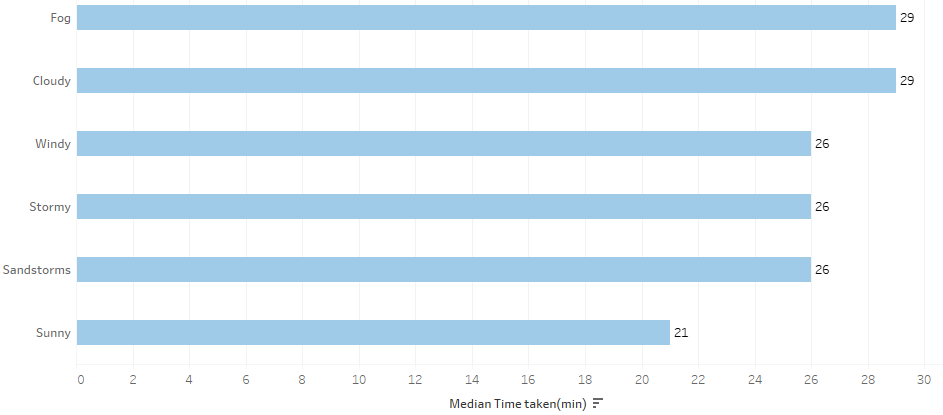 Fog 29
Cloudy 29
Windy 26
Stormy 26
Sandstorms 26
Sunny 21
0 2 4 6 8 10 12 14 16 18 20 22 24 26 28 30
Median Time taken(min)